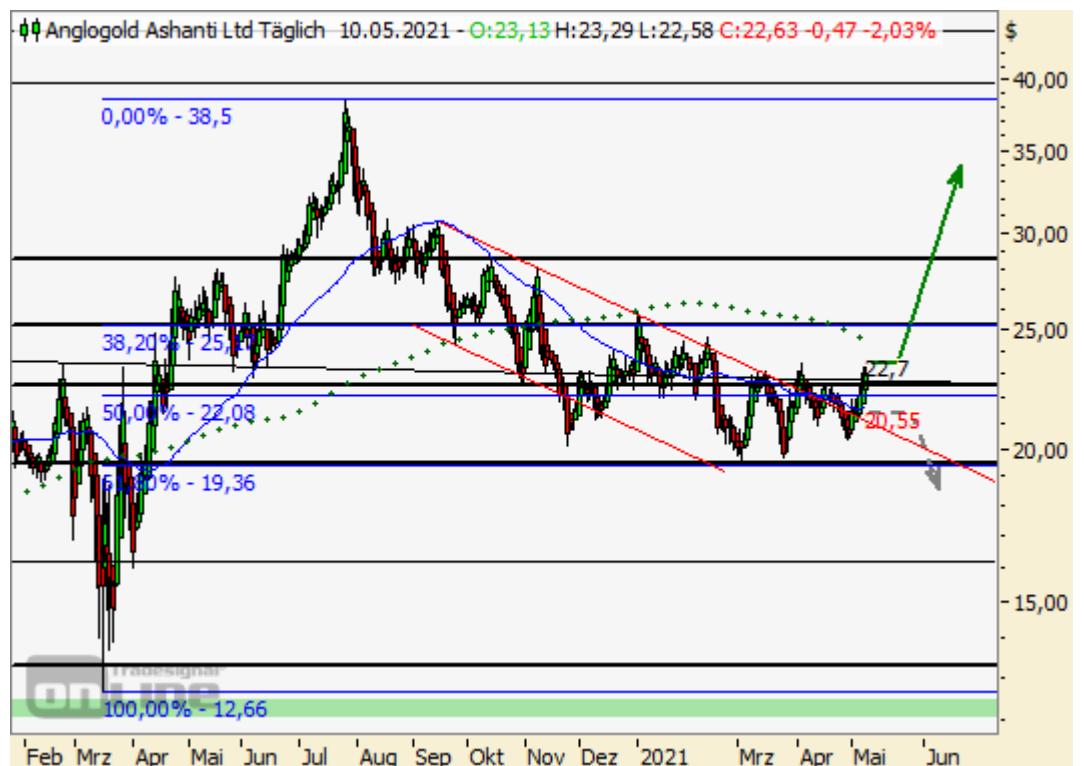 Anglogold Ashanti Ltd Täglich 10.05.2021 - O:23,13 H:23,29 L:22,58 C:22,63 -0,47 -2,03% $
40,00
0,00% - 38,5
35,00
30,00
25,00
38,20% -
22,7
50,00% - 22,08
20,55
20,00
- 19,36
15,00
Tradesignal
onLine
100,00% - 12,66
Feb Mrz Apr Mai Jun Jul Aug Sep Okt Nov Dez 2021 Mrz Apr Mai Jun